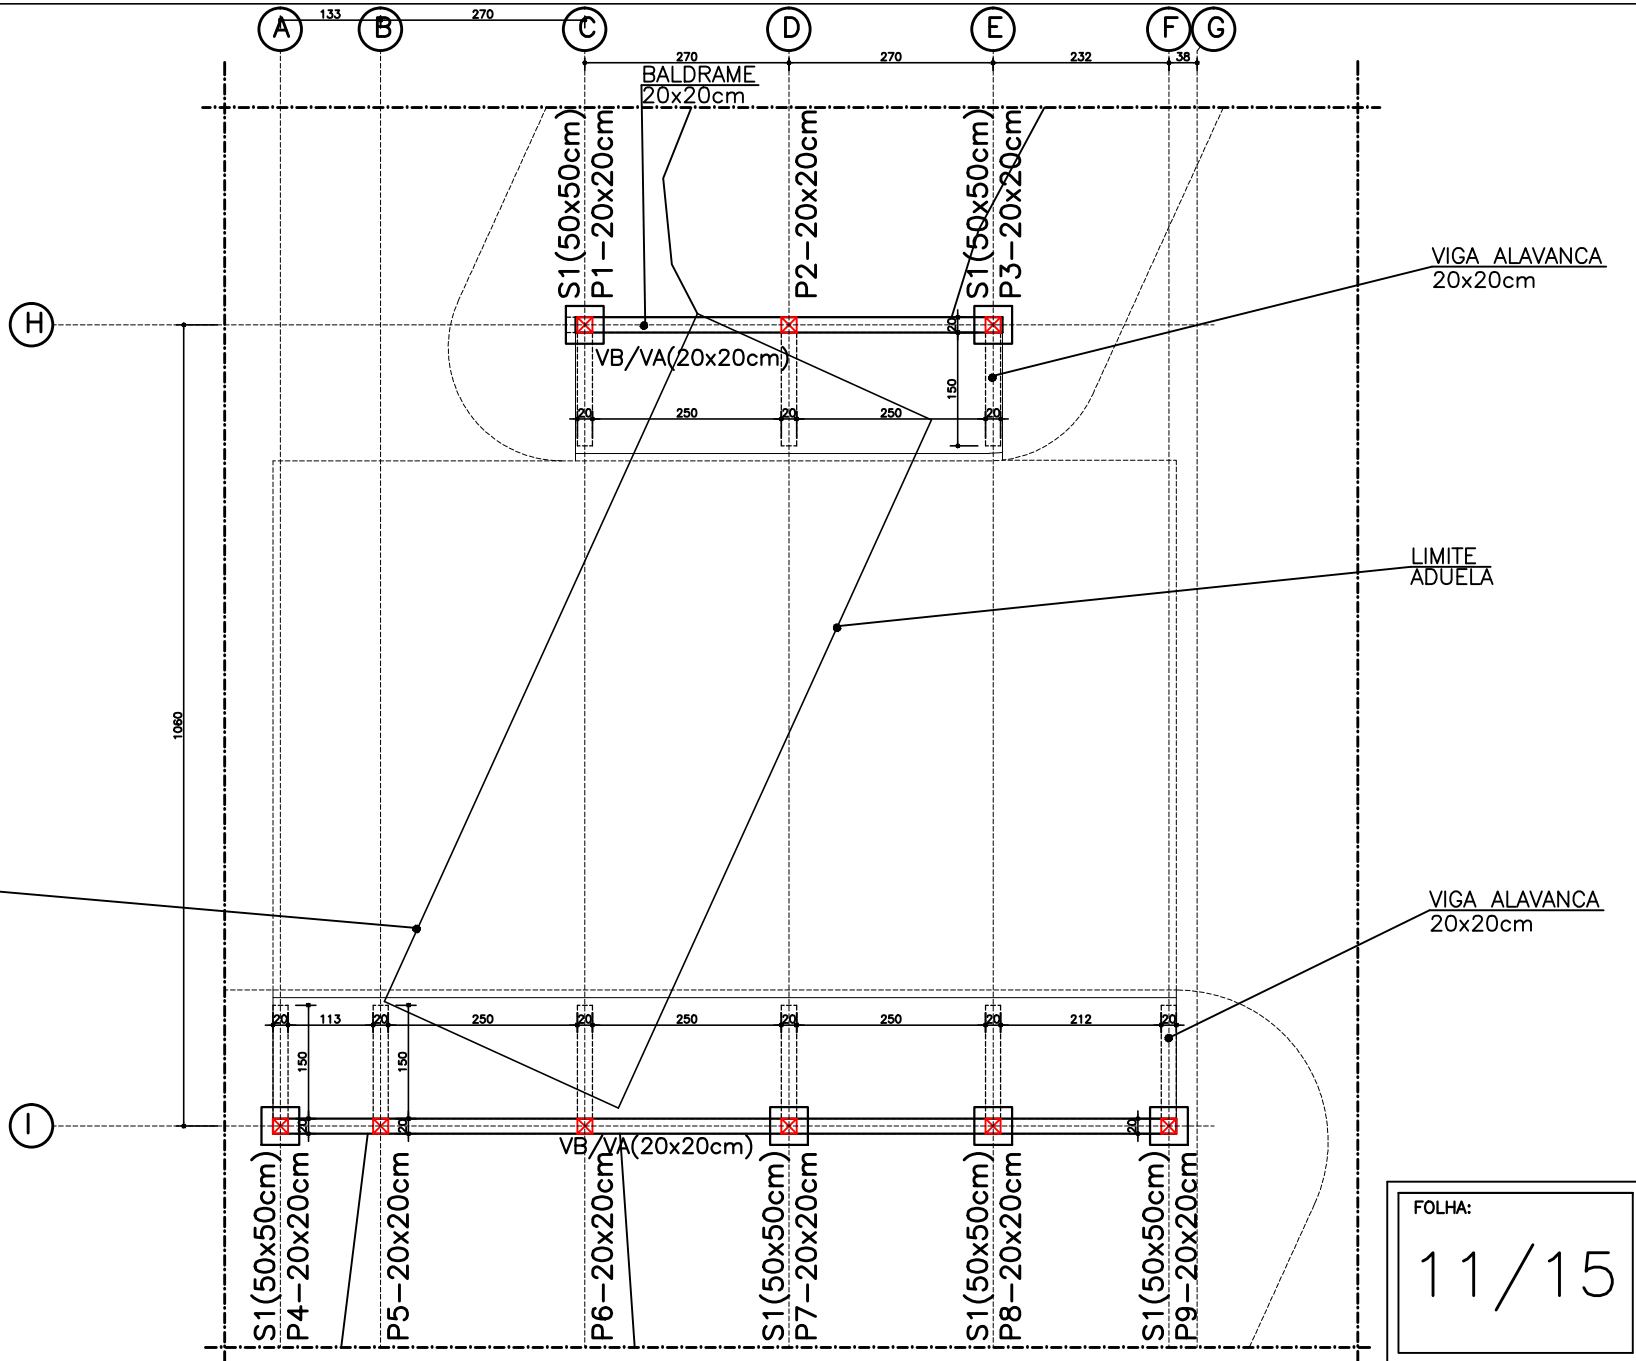 A
B
C
D
E
F
G
133
270
270
270
232
38
BALDRAME
20x20cm
S1(50x50cm)
P1-20x20cm
P2-20x20cm
S1(50x50cm)
P3-20x20cm
VIGA ALAVANCA
20x20cm
H
20
VB/VA(20x20cm)
150
20
250
20
250
20
LIMITE
ADUELA
1060
VIGA ALAVANCA
20x20cm
20
113
20
250
20
250
20
250
20
212
20
150
150
I
20
20
20
VB/VA(20x20cm)
S1(50x50cm)
P4-20x20cm
P5-20x20cm
P6-20x20cm
S1(50x50cm)
P7-20x20cm
S1(50x50cm)
P8-20x20cm
S1(50x50cm)
P9-20x20cm
FOLHA:
11/15